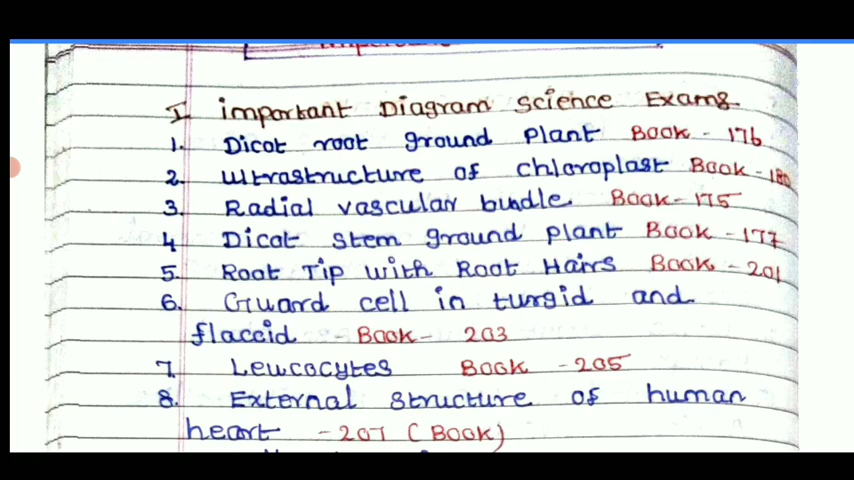 I important Diagram science Exams
1. Dicot root ground Plant Book - 176
2. Ultrastructure of chloroplast Book - 180
3. Radial vascular bundle Book - 175
4 Dicot stem ground plant Book - 177
5. Root Tip with Root Hairs Book - 201
6. Guard cell in turgid and
flaccid - Book - 203
7. Leucocytes Book - 205
8. External structure of human
heart - 207 (Book)